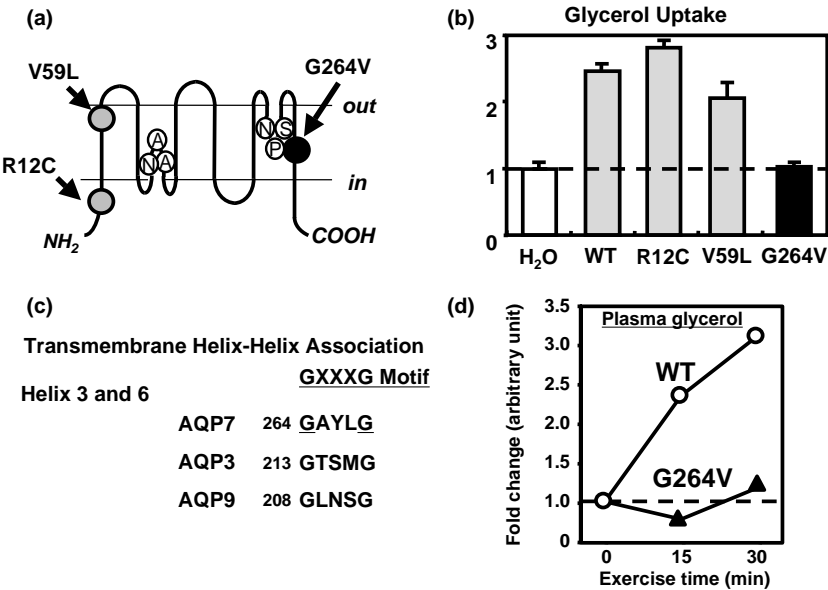 (a)
V59L
G264V
out
R12C
in
N
A
A
N
S
P
NH2
COOH
(b)
Glycerol Uptake
3
2
1
0
H2O WT R12C V59L G264V
(c)
Transmembrane Helix-Helix Association
GXXXG Motif
Helix 3 and 6
AQP7 264 GAYLG
AQP3 213 GTSMG
AQP9 208 GLNSG
(d)
Fold change (arbitrary unit)
3.5
3.0
2.5
2.0
1.5
1.0
0
Plasma glycerol
WT
G264V
0 15 30
Exercise time (min)